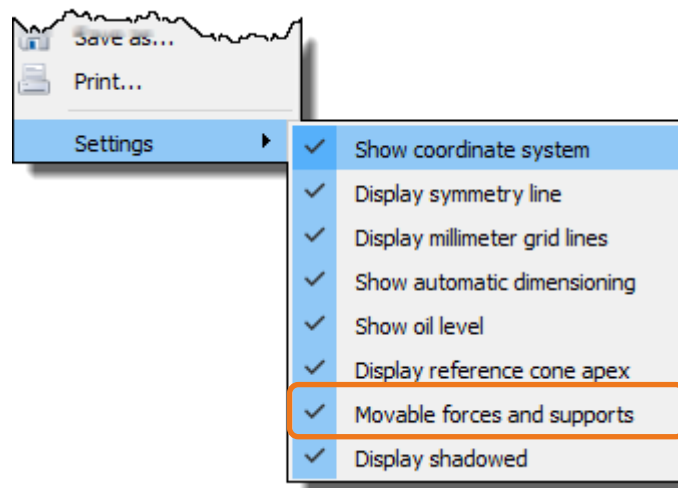 Save as...
Print...
Settings
Show coordinate system
Display symmetry line
Display millimeter grid lines
Show automatic dimensioning
Show oil level
Display reference cone apex
Movable forces and supports
Display shadowed